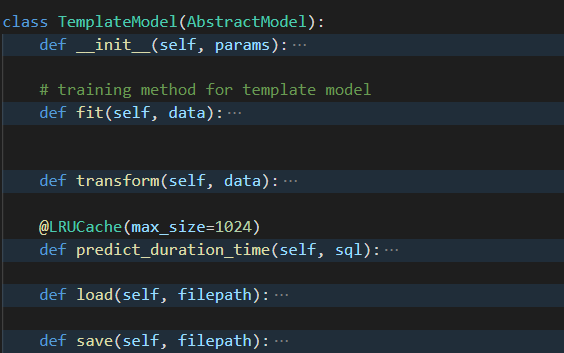 class TemplateModel(AbstractModel):
    def __init__(self, params):···
    # training method for template model
    def fit(self, data):···
    def transform(self, data):···
    @LRUCache(max_size=1024)
    def predict_duration_time(self, sql):···
    def load(self, filepath):···
    def save(self, filepath):···